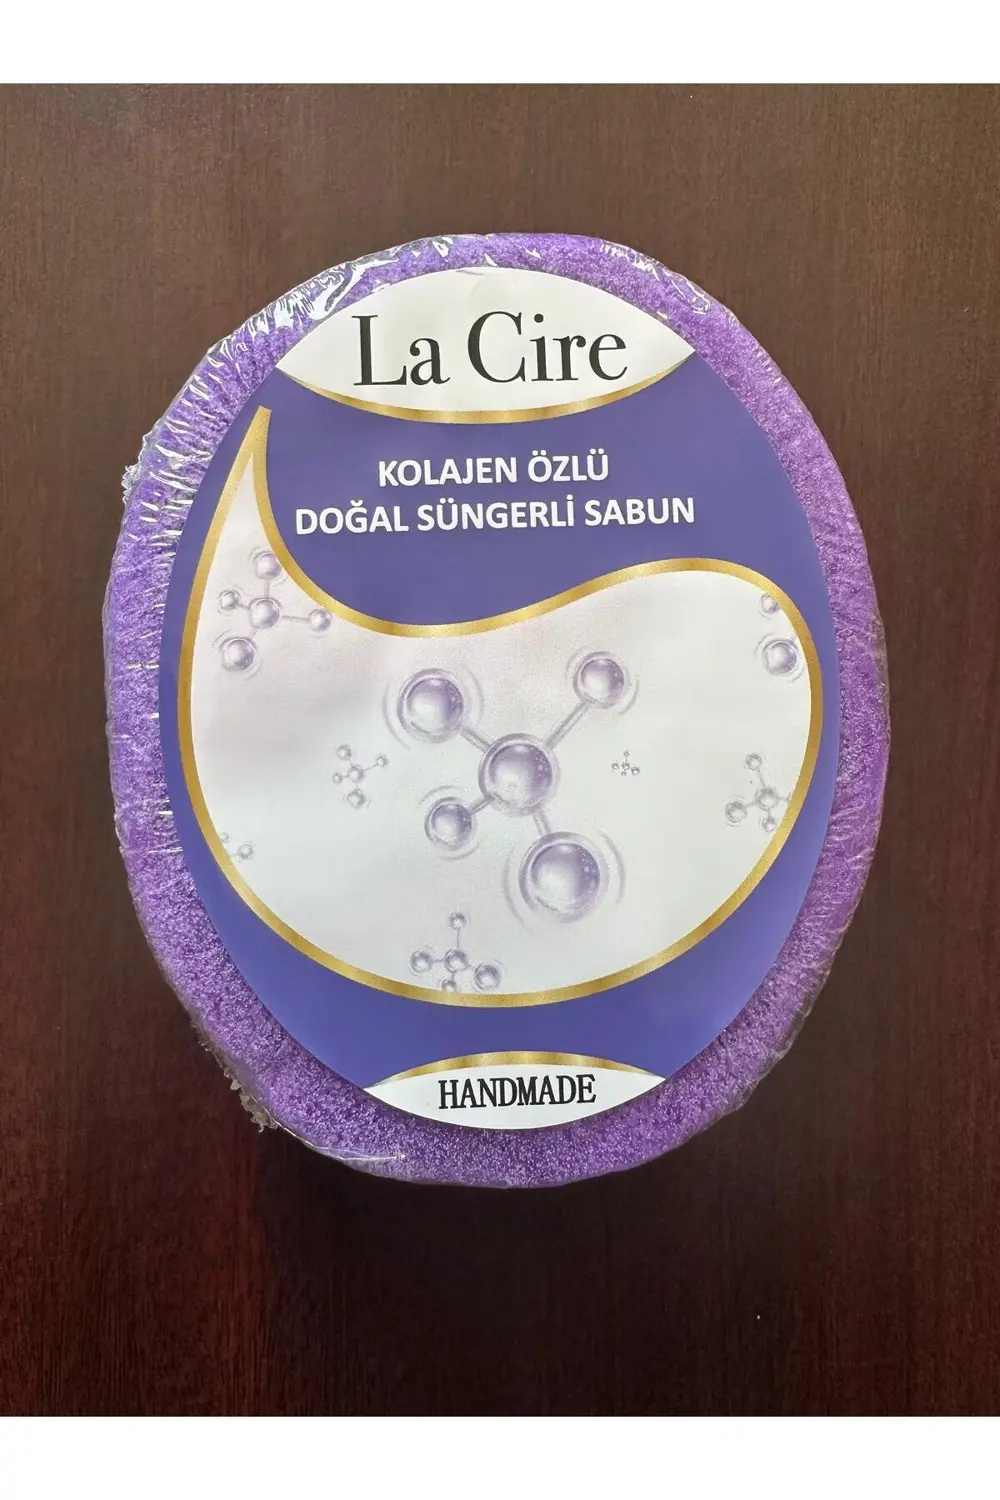 La Cire
KOLAJEN ÖZLÜ
DOĞAL SÜNGERLİ SABUN
HANDMADE